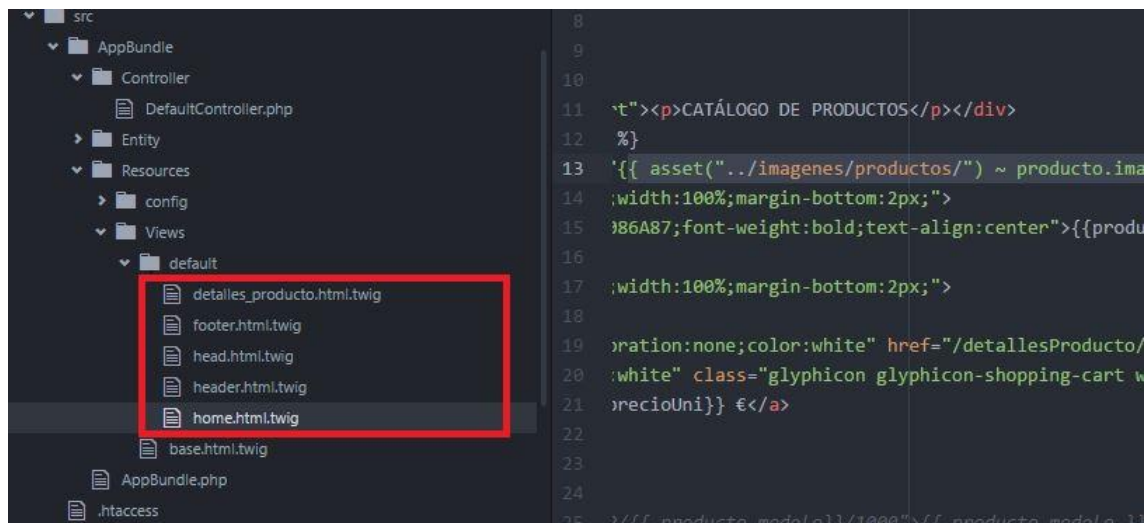 src
AppBundle
Controller
DefaultController.php
Entity
Resources
config
Views
default
detalles_producto.html.twig
footer.html.twig
head.html.twig
header.html.twig
home.html.twig
base.html.twig
AppBundle.php
.htaccess
8
9
10
11 rt"><p>CATÁLOGO DE PRODUCTOS</p></div>
12 %}
13 "{{ asset("../imagenes/productos/") ~ producto.ima
14 ;width:100%;margin-bottom:2px;">
15 086A87;font-weight:bold;text-align:center">{{produ
16
17 ;width:100%;margin-bottom:2px;">
18
19 oration:none;color:white" href="/detallesProducto/
20 :white" class="glyphicon glyphicon-shopping-cart w
21 precioUni}} €</a>
22
23
24
25